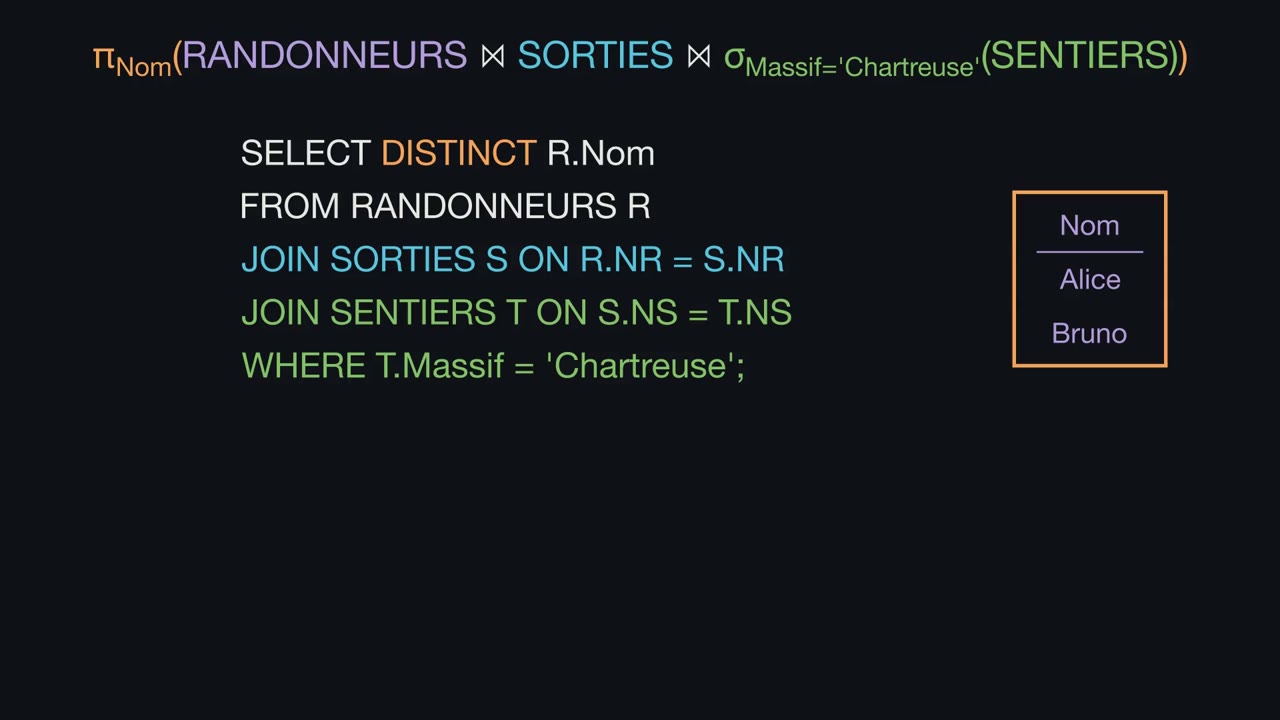 πNom(RANDONNEURS ⋈ SORTIES ⋈ σMassif='Chartreuse'(SENTIERS))
SELECT DISTINCT R.Nom
FROM RANDONNEURS R
JOIN SORTIES S ON R.NR = S.NR
JOIN SENTIERS T ON S.NS = T.NS
WHERE T.Massif = 'Chartreuse';
Nom
Alice
Bruno